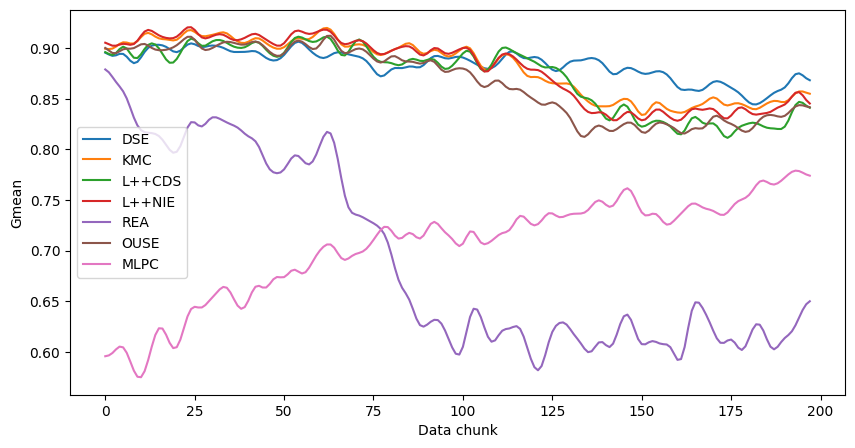 Gmean
0.90
0.85
0.80
0.75
0.70
0.65
0.60
DSE
KMC
L++CDS
L++NIE
REA
OUSE
MLPC
0 25 50 75 100 125 150 175 200
Data chunk